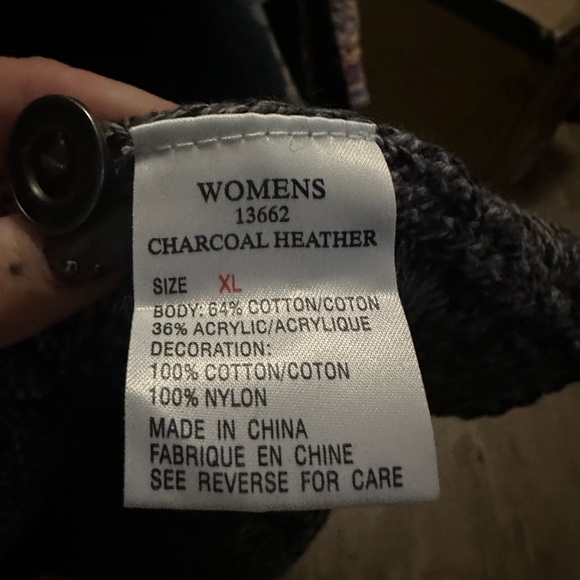 WOMENS
13662
CHARCOAL HEATHER
SIZE XL
BODY: 64% COTTON/COTON
36% ACRYLIC/ACRYLIQUE
DECORATION:
100% COTTON/COTON
100% NYLON
MADE IN CHINA
FABRIQUE EN CHINE
SEE REVERSE FOR CARE